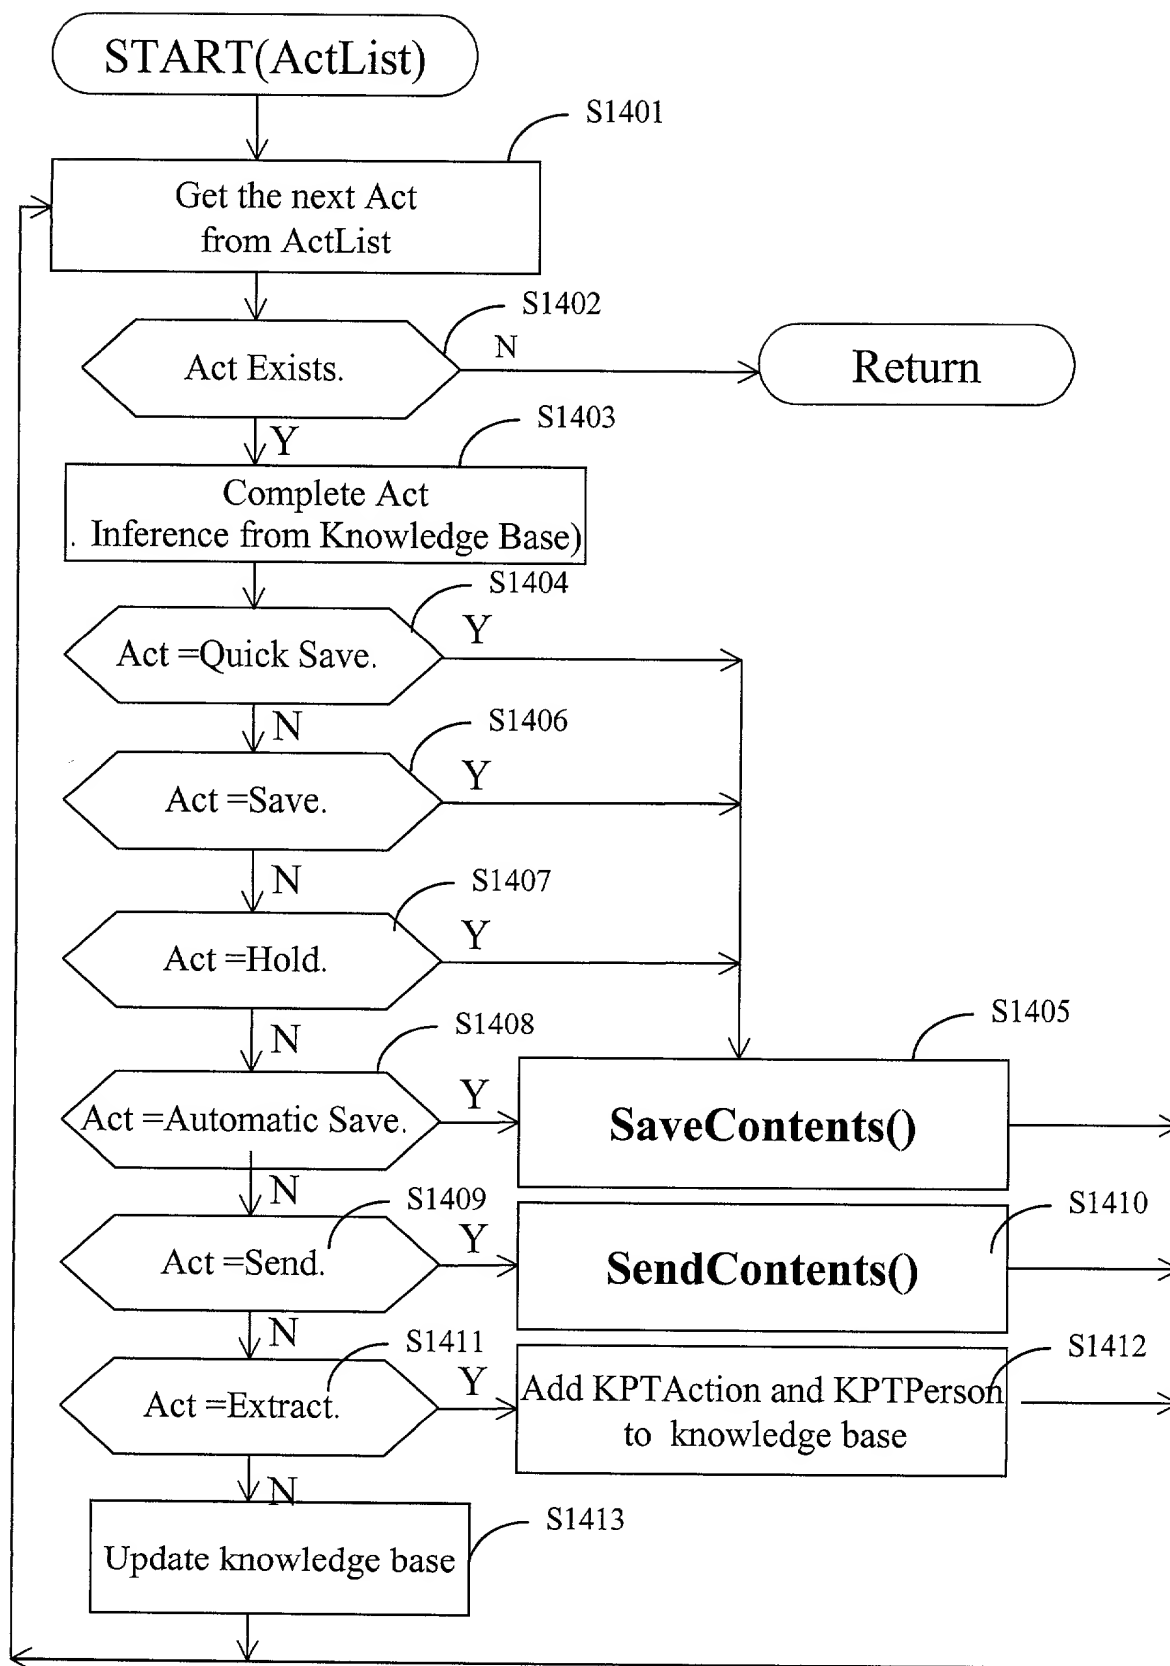 START(ActList)
S1401
Get the next Act
from ActList
S1402
Act Exists.
N
Return
Y
S1403
Complete Act
. Inference from Knowledge Base)
S1404
Act =Quick Save.
Y
N
S1406
Act =Save.
Y
N
S1407
Act =Hold.
Y
N
S1408
S1405
Act =Automatic Save.
Y
SaveContents()
N
S1409
S1410
Act =Send.
Y
SendContents()
N
S1411
S1412
Act =Extract.
Y
Add KPTAction and KPTPerson
to knowledge base
N
S1413
Update knowledge base